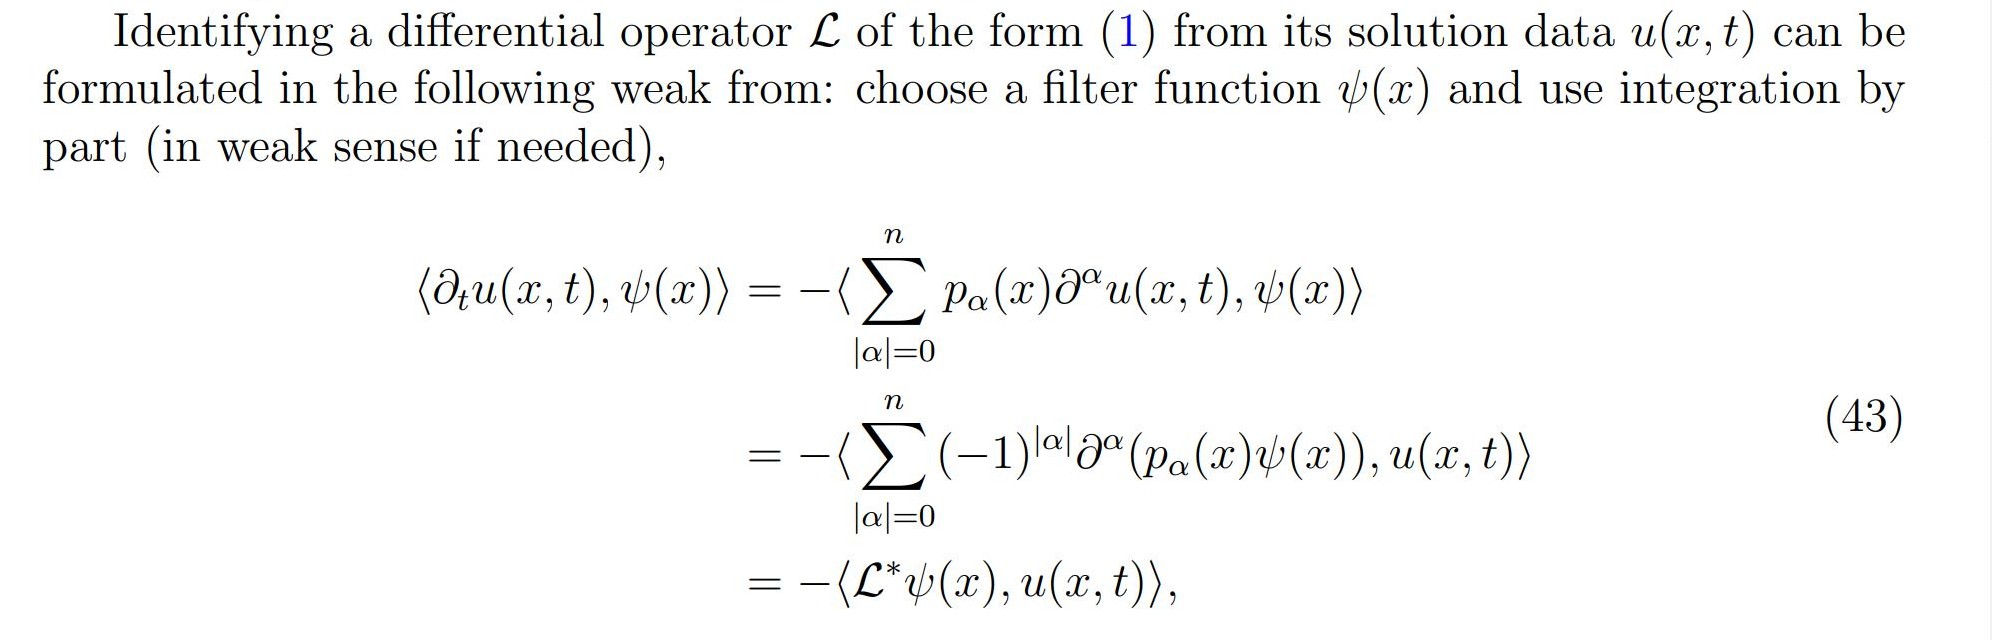 Identifying a differential operator ℒ of the form (1) from its solution data u(x, t) can be
formulated in the following weak from: choose a filter function ψ(x) and use integration by
part (in weak sense if needed),
⟨∂ₜu(x, t), ψ(x)⟩ = −⟨∑_{|α|=0}^{n} p_α(x)∂^α u(x, t), ψ(x)⟩
= −⟨∑_{|α|=0}^{n} (−1)^{|α|}∂^α(p_α(x)ψ(x)), u(x, t)⟩ (43)
= −⟨ℒ*ψ(x), u(x, t)⟩,